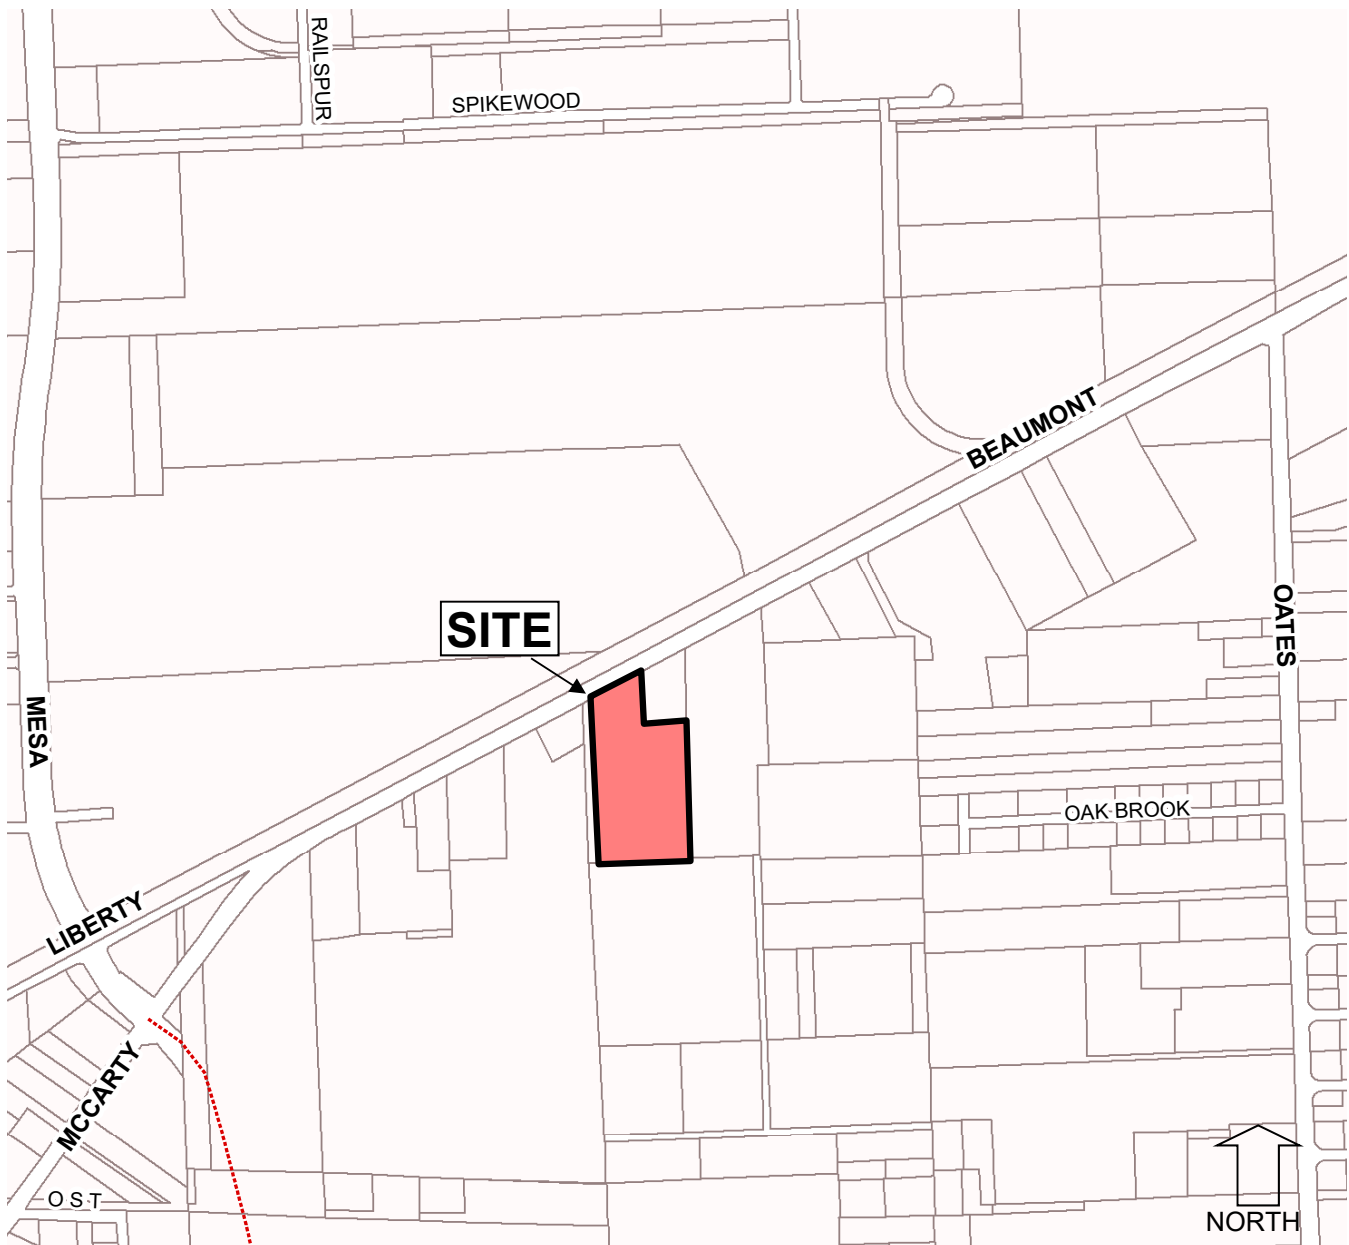 RAILSPUR
SPIKEWOOD
BEAUMONT
SITE
OATES
MESA
OAK BROOK
LIBERTY
MCCARTY
O S T
NORTH